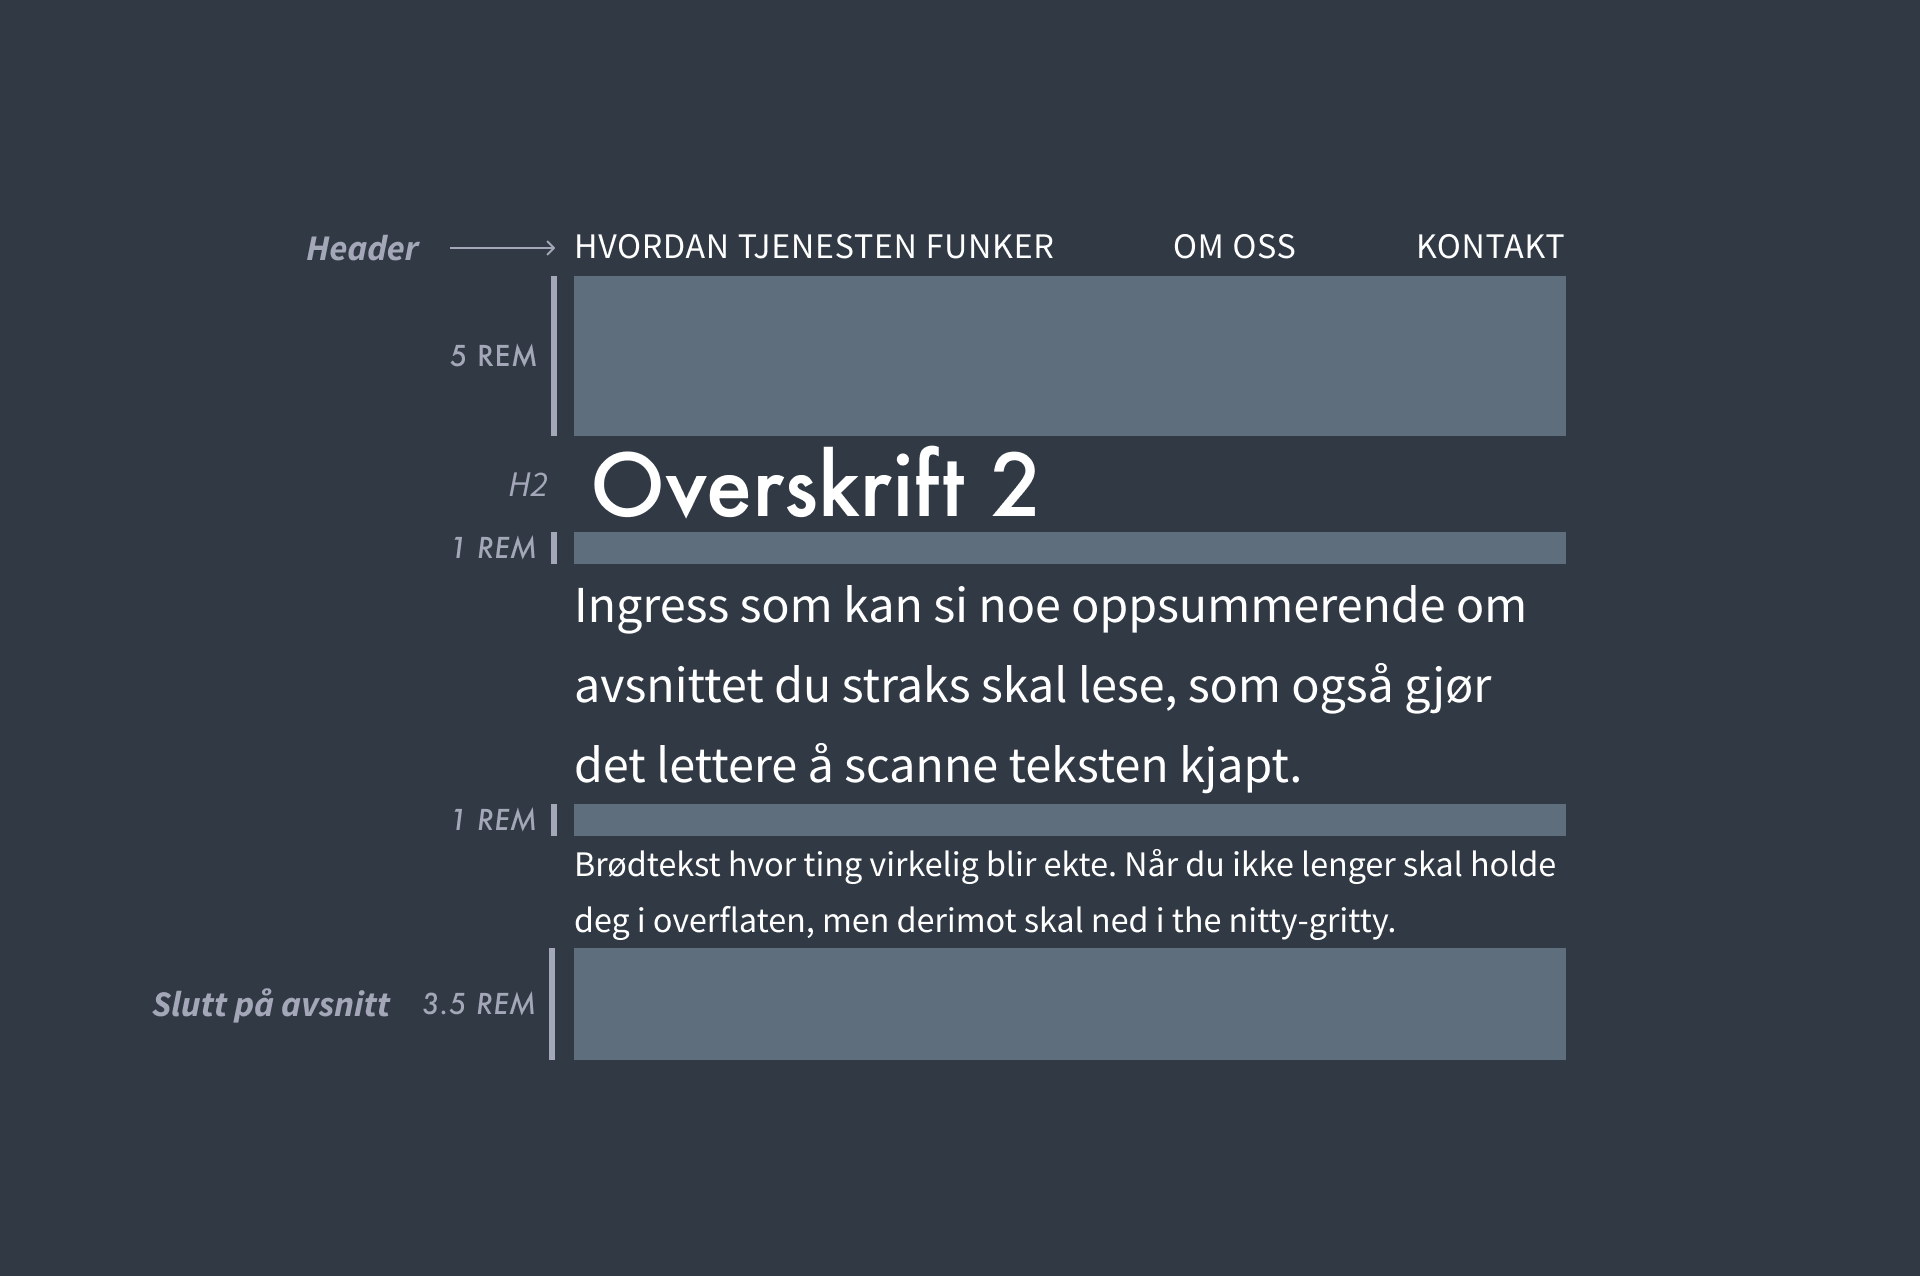 Header HVORDAN TJENESTEN FUNKER OM OSS KONTAKT
5 REM
H2 Overskrift 2
1 REM
Ingress som kan si noe oppsummerende om
avsnittet du straks skal lese, som også gjør
det lettere å scanne teksten kjapt.
1 REM
Brødtekst hvor ting virkelig blir ekte. Når du ikke lenger skal holde
deg i overflaten, men derimot skal ned i the nitty-gritty.
Slutt på avsnitt 3.5 REM